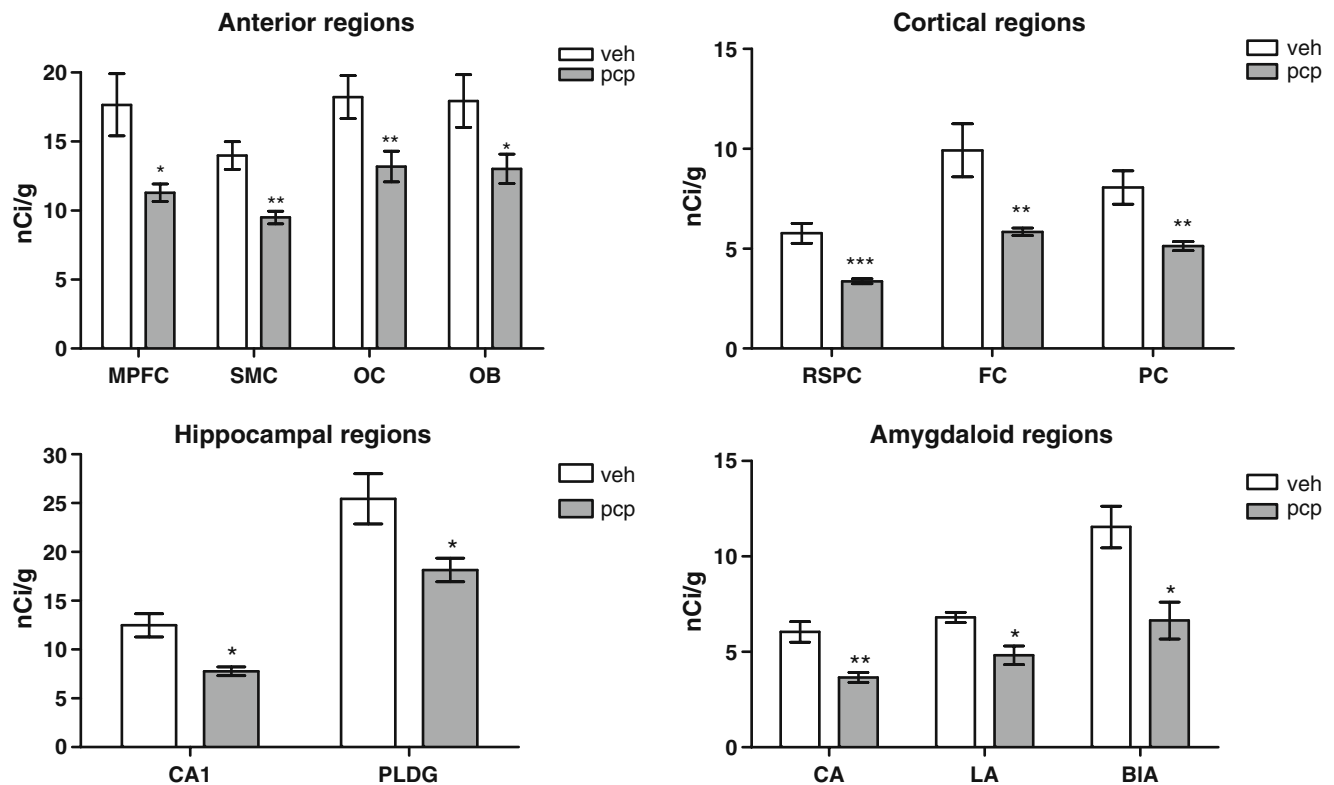 Anterior regions
veh
pcp
20
15
10
5
0
nCi/g
*
**
**
*
MPFC SMC OC OB
Cortical regions
veh
pcp
15
10
5
0
nCi/g
***
**
**
RSPC FC PC
Hippocampal regions
veh
pcp
30
25
20
15
10
5
0
nCi/g
*
*
CA1 PLDG
Amygdaloid regions
veh
pcp
15
10
5
0
nCi/g
**
*
*
CA LA BlA